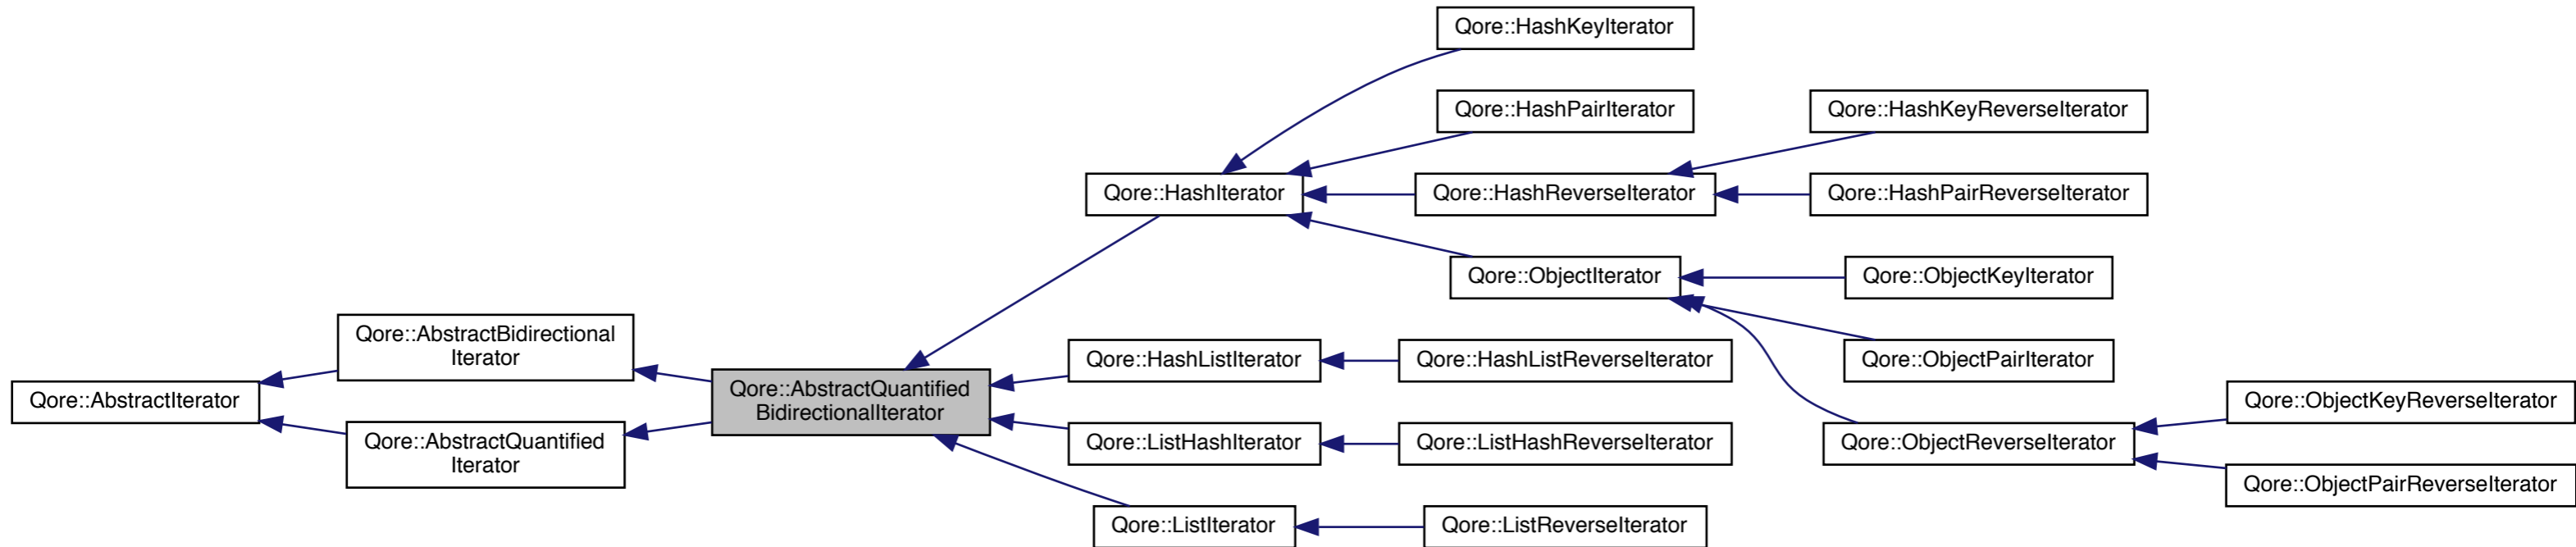 Qore::HashKeyIterator
Qore::HashPairIterator
Qore::HashKeyReverseIterator
Qore::HashIterator
Qore::HashReverseIterator
Qore::HashPairReverseIterator
Qore::ObjectIterator
Qore::ObjectKeyIterator
Qore::AbstractBidirectional
Iterator
Qore::HashListIterator
Qore::HashListReverseIterator
Qore::ObjectPairIterator
Qore::AbstractIterator
Qore::AbstractQuantified
BidirectionalIterator
Qore::ObjectKeyReverseIterator
Qore::AbstractQuantified
Iterator
Qore::ListHashIterator
Qore::ListHashReverseIterator
Qore::ObjectReverseIterator
Qore::ObjectPairReverseIterator
Qore::ListIterator
Qore::ListReverseIterator